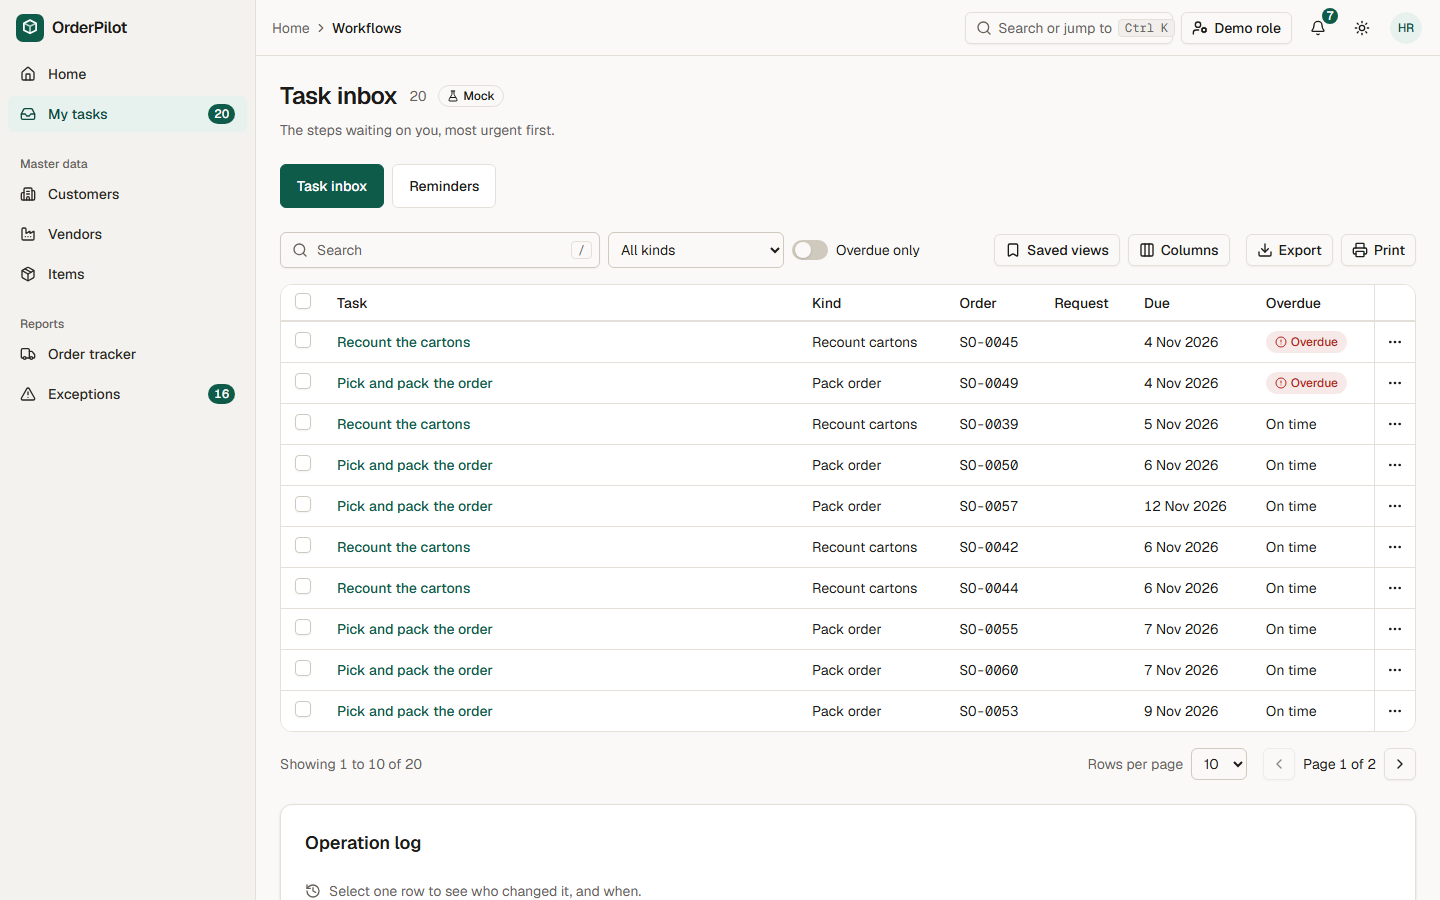 OrderPilot
Home
My tasks 20
Master data
Customers
Vendors
Items
Reports
Order tracker
Exceptions 16
Home > Workflows
Search or jump to Ctrl K
Demo role
7
HR
Task inbox 20 Mock
The steps waiting on you, most urgent first.
Task inbox Reminders
Search / All kinds Overdue only Saved views Columns Export Print
Task Kind Order Request Due Overdue
Recount the cartons Recount cartons SO-0045 4 Nov 2026 Overdue
Pick and pack the order Pack order SO-0049 4 Nov 2026 Overdue
Recount the cartons Recount cartons SO-0039 5 Nov 2026 On time
Pick and pack the order Pack order SO-0050 6 Nov 2026 On time
Pick and pack the order Pack order SO-0057 12 Nov 2026 On time
Recount the cartons Recount cartons SO-0042 6 Nov 2026 On time
Recount the cartons Recount cartons SO-0044 6 Nov 2026 On time
Pick and pack the order Pack order SO-0055 7 Nov 2026 On time
Pick and pack the order Pack order SO-0060 7 Nov 2026 On time
Pick and pack the order Pack order SO-0053 9 Nov 2026 On time
Showing 1 to 10 of 20 Rows per page 10 Page 1 of 2
Operation log
Select one row to see who changed it, and when.